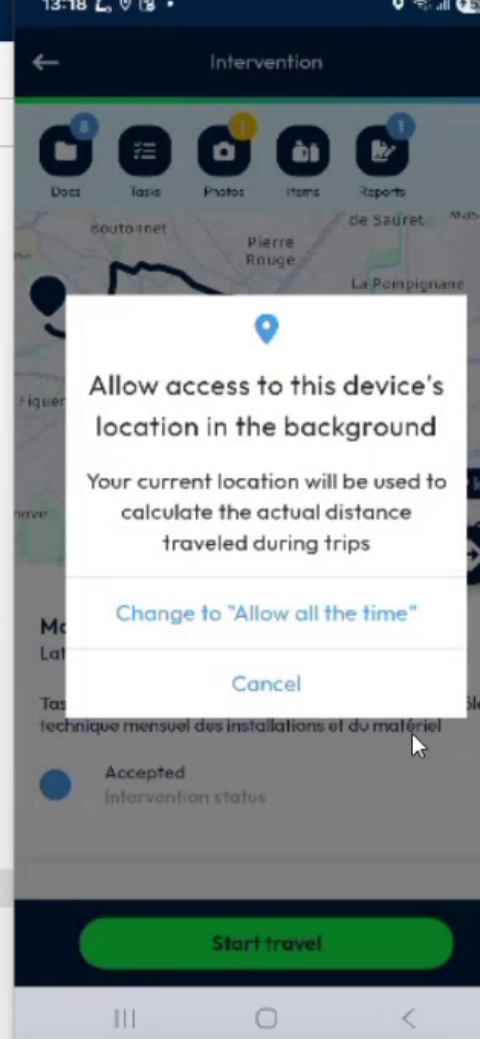 13:18
Intervention
8
1
1
Docs
Tasks
Photos
Items
Reports
Boutonnet
Pierre
Rouge
de Sauret
La Pompignane
Figuer
Allow access to this device's
location in the background
Your current location will be used to
calculate the actual distance
traveled during trips
Change to "Allow all the time"
Cancel
Lat
Tas
technique mensuel des installations et du matériel
Accepted
Intervention status
Start travel